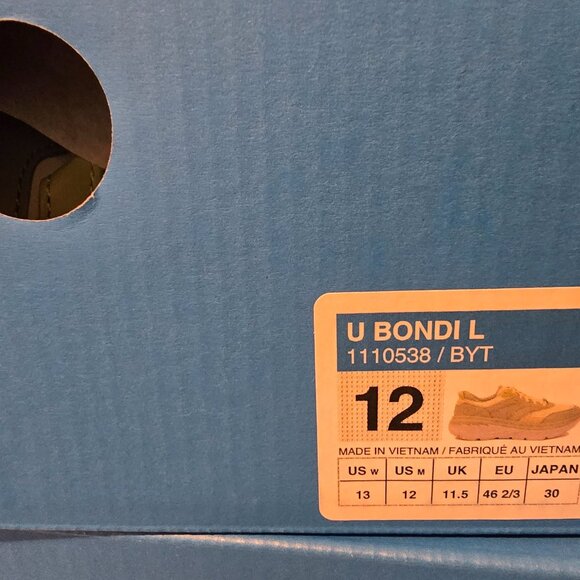 U BONDI L
1110538 / BYT
12
MADE IN VIETNAM / FABRIQUÉ AU VIETNAM
US W US M UK EU JAPAN
13 12 11.5 46 2/3 30